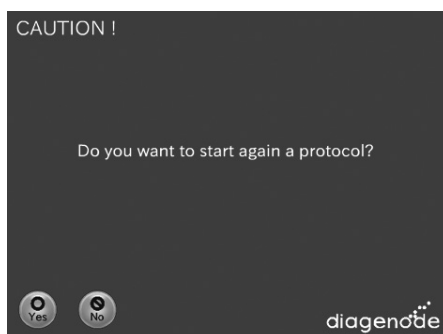 CAUTION !
Do you want to start again a protocol?
Yes
No
diagenode